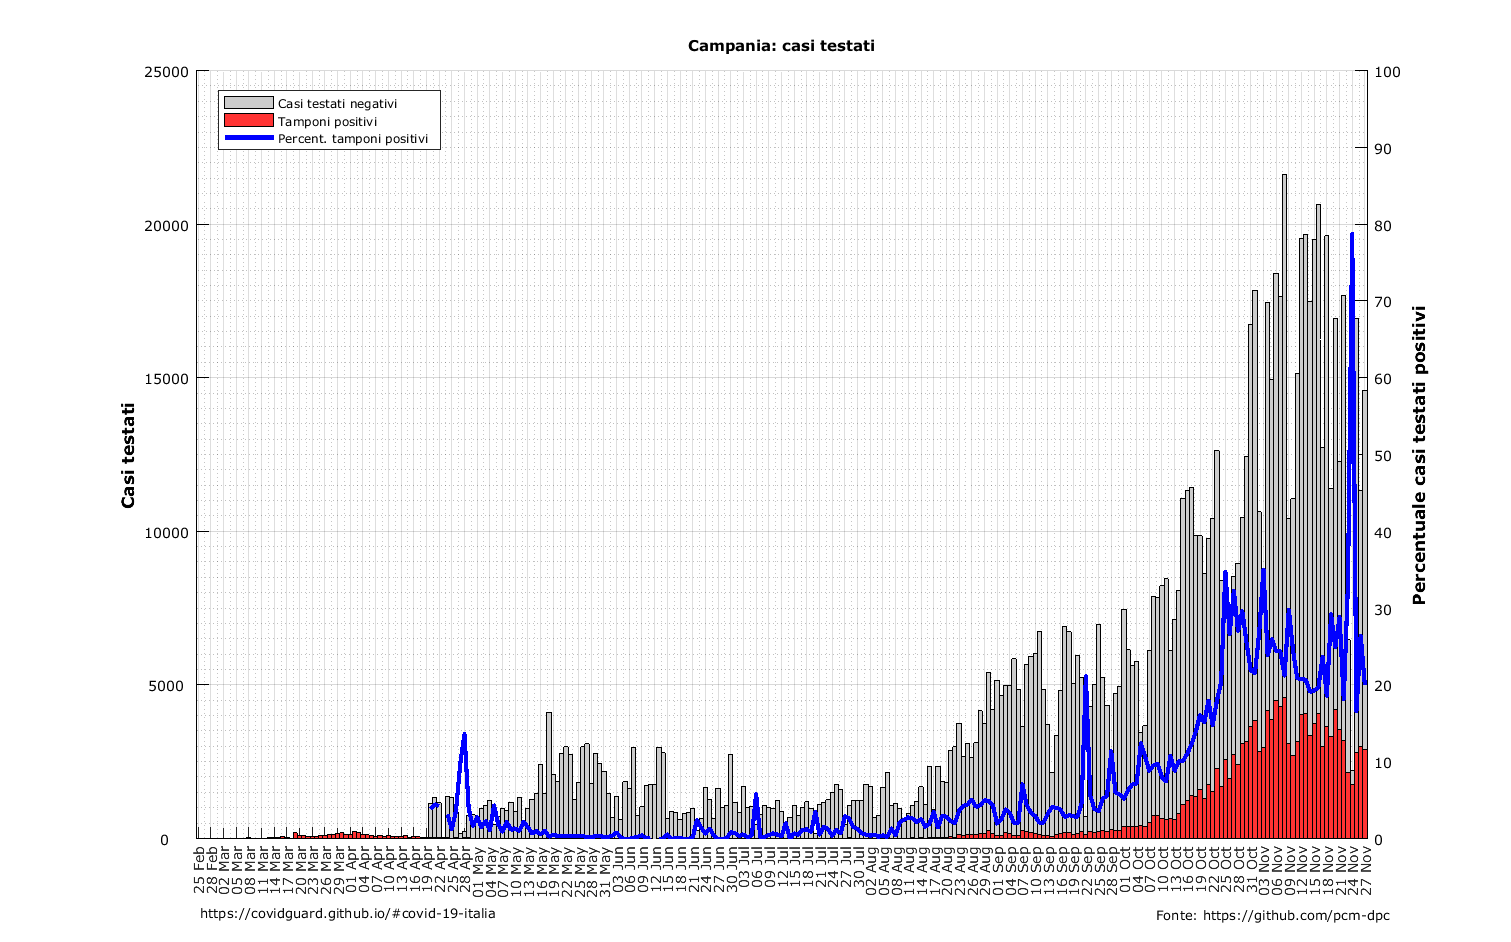 Campania: casi testati
25000
20000
15000
10000
5000
0
Casi testati
Casi testati negativi
Tamponi positivi
Percent. tamponi positivi
100
90
80
70
60
50
40
30
20
10
0
Percentuale casi testati positivi
25 Feb
28 Feb
02 Mar
05 Mar
08 Mar
11 Mar
14 Mar
17 Mar
20 Mar
23 Mar
26 Mar
29 Mar
01 Apr
04 Apr
07 Apr
10 Apr
13 Apr
16 Apr
19 Apr
22 Apr
25 Apr
28 Apr
01 May
04 May
07 May
10 May
13 May
16 May
19 May
22 May
25 May
28 May
31 May
03 Jun
06 Jun
09 Jun
12 Jun
15 Jun
18 Jun
21 Jun
24 Jun
27 Jun
30 Jun
03 Jul
06 Jul
09 Jul
12 Jul
15 Jul
18 Jul
21 Jul
24 Jul
27 Jul
30 Jul
02 Aug
05 Aug
08 Aug
11 Aug
14 Aug
17 Aug
20 Aug
23 Aug
26 Aug
29 Aug
01 Sep
04 Sep
07 Sep
10 Sep
13 Sep
16 Sep
19 Sep
22 Sep
25 Sep
28 Sep
01 Oct
04 Oct
07 Oct
10 Oct
13 Oct
16 Oct
19 Oct
22 Oct
25 Oct
28 Oct
31 Oct
03 Nov
06 Nov
09 Nov
12 Nov
15 Nov
18 Nov
21 Nov
24 Nov
27 Nov
https://covidguard.github.io/#covid-19-italia
Fonte: https://github.com/pcm-dpc